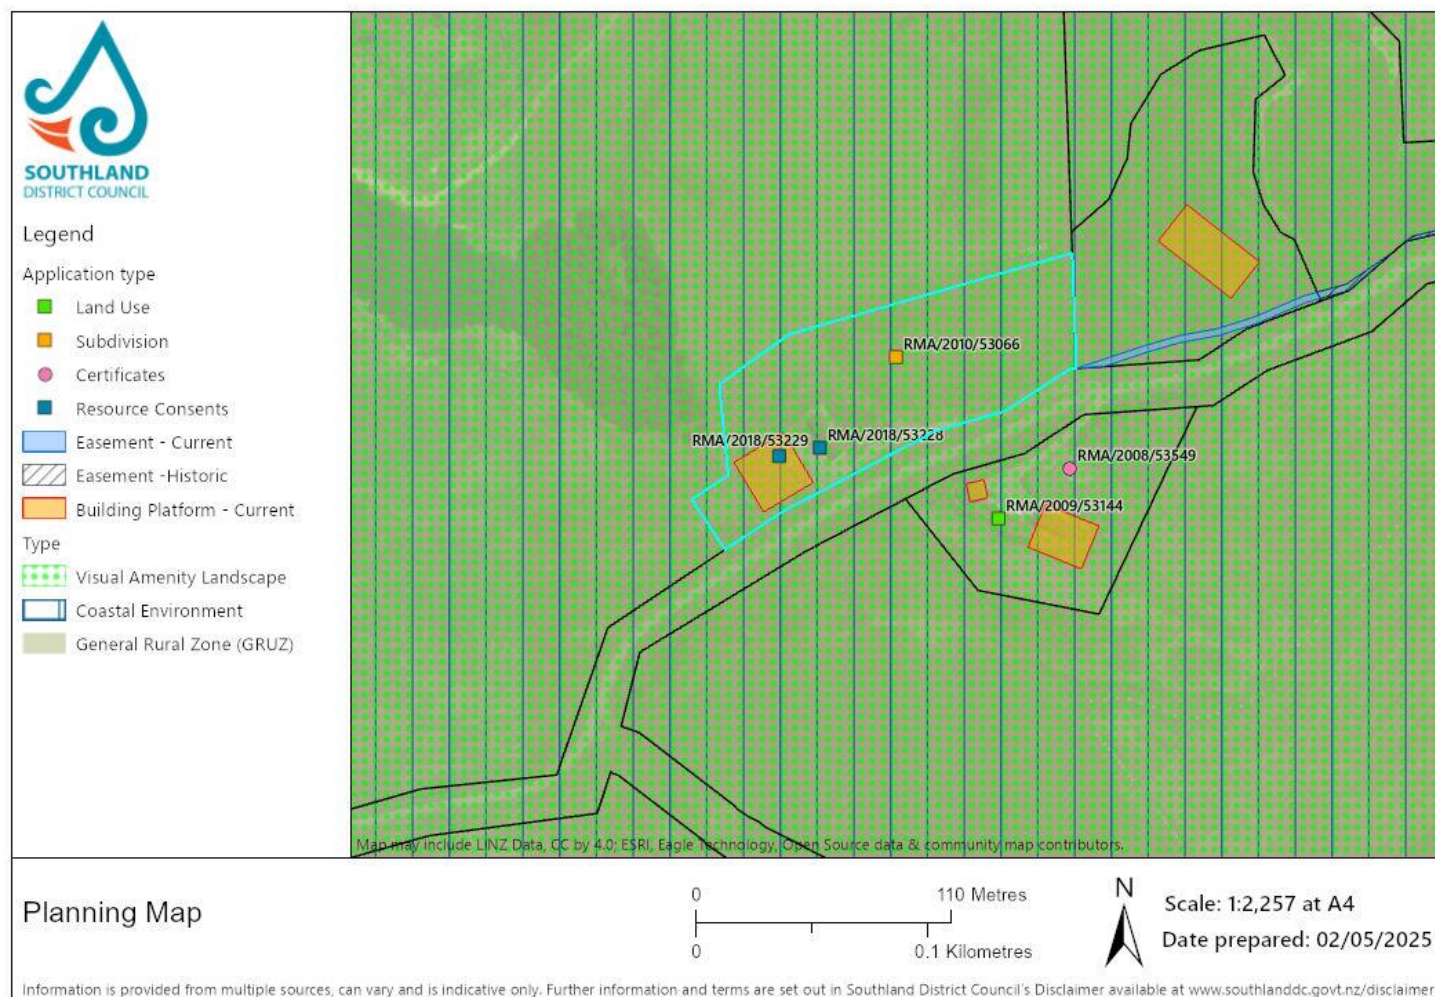 SOUTHLAND
DISTRICT COUNCIL
Legend
Application type
Land Use
Subdivision
Certificates
Resource Consents
Easement - Current
Easement -Historic
Building Platform - Current
Type
Visual Amenity Landscape
Coastal Environment
General Rural Zone (GRUZ)
RMA/2010/53066
RMA/2018/53229
RMA/2018/53228
RMA/2008/53549
RMA/2009/53144
Map may include LINZ Data, CC by 4.0; ESRI, Eagle Technology, Open Source data & community map contributors.
Planning Map
0 110 Metres
0 0.1 Kilometres
N
Scale: 1:2,257 at A4
Date prepared: 02/05/2025
Information is provided from multiple sources, can vary and is indicative only. Further information and terms are set out in Southland District Council's Disclaimer available at www.southlanddc.govt.nz/disclaimer